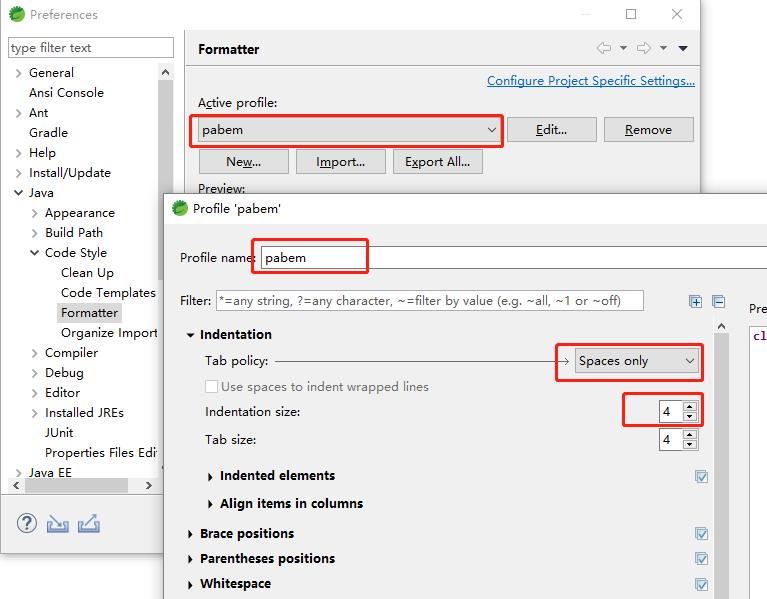 Preferences
type filter text
General
Ansi Console
Ant
Gradle
Help
Install/Update
Java
Appearance
Build Path
Code Style
Clean Up
Code Templates
Formatter
Organize Import
Compiler
Debug
Editor
Installed JREs
JUnit
Properties Files Edi
Java EE
Formatter
Configure Project Specific Settings...
Active profile:
pabem
Edit...
Remove
New...
Import...
Export All...
Preview:
Profile 'pabem'
Profile name:
pabem
Filter:
*=any string, ?=any character, ~=filter by value (e.g. ~all, ~1 or ~off)
Indentation
Tab policy:
Spaces only
Use spaces to indent wrapped lines
Indentation size:
4
Tab size:
4
Indented elements
Align items in columns
Brace positions
Parentheses positions
Whitespace
Pre
cl